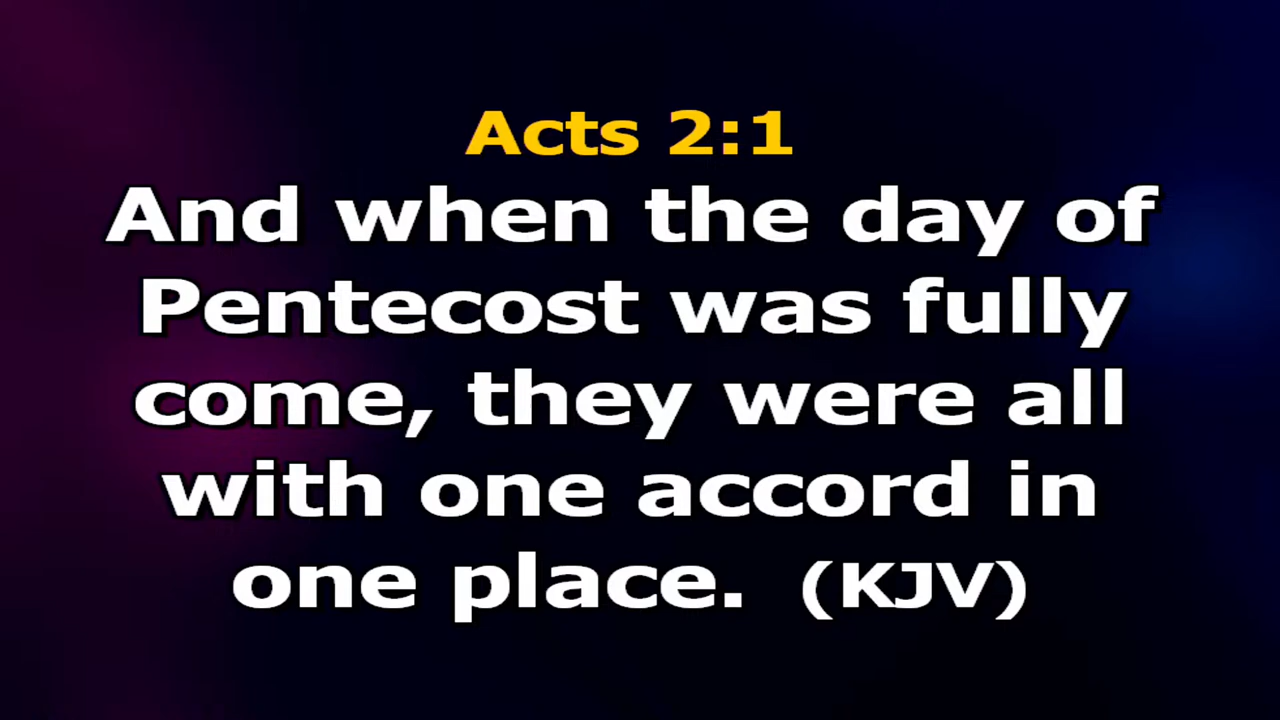 Acts 2:1
And when the day of
Pentecost was fully
come, they were all
with one accord in
one place. (KJV)